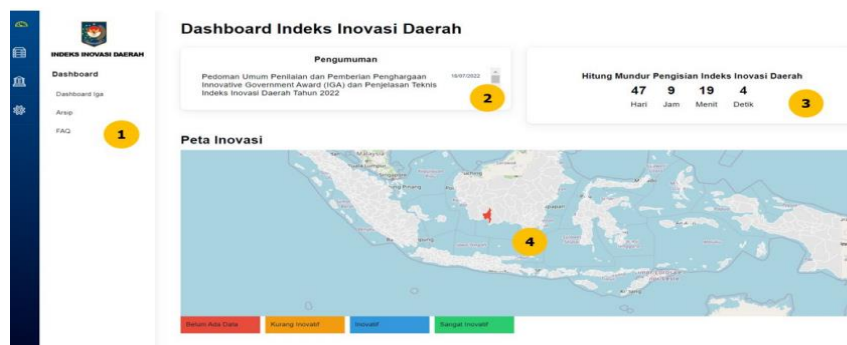 INDEKS INOVASI DAERAH
Dashboard
Dashboard Iga
Arsip
FAQ
1
Dashboard Indeks Inovasi Daerah
Pengumuman
Pedoman Umum Penilaian dan Pemberian Penghargaan
Innovative Government Award (IGA) dan Penjelasan Teknis
Indeks Inovasi Daerah Tahun 2022
18/07/2022
2
Hitung Mundur Pengisian Indeks Inovasi Daerah
47 9 19 4
Hari Jam Menit Detik
3
Peta Inovasi
Malaysia
4
Belum Ada Data
Kurang Inovatif
Inovatif
Sangat Inovatif